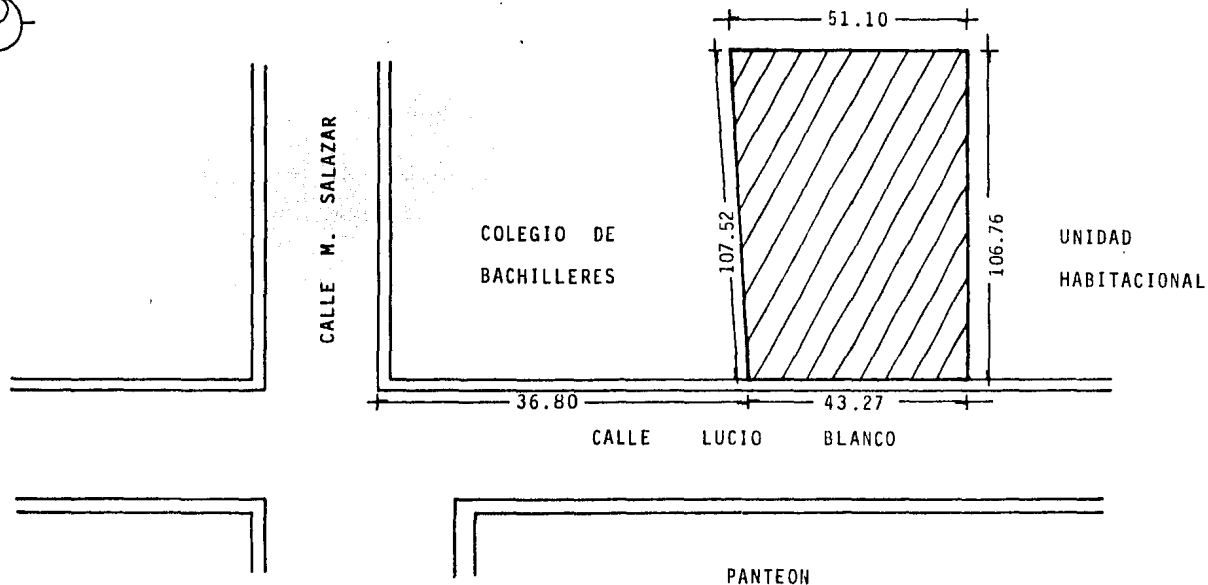 51.10
CALLE M. SALAZAR
COLEGIO DE
BACHILLERES
107.52
106.76
UNIDAD
HABITACIONAL
36.80
43.27
CALLE LUCIO BLANCO
PANTEON